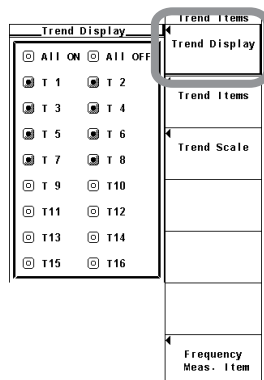 Trend Display
All ON All OFF
T 1 T 2
T 3 T 4
T 5 T 6
T 7 T 8
T 9 T10
T11 T12
T13 T14
T15 T16
Trend Items
Trend Display
Trend Items
Trend Scale
Frequency
Meas. Item